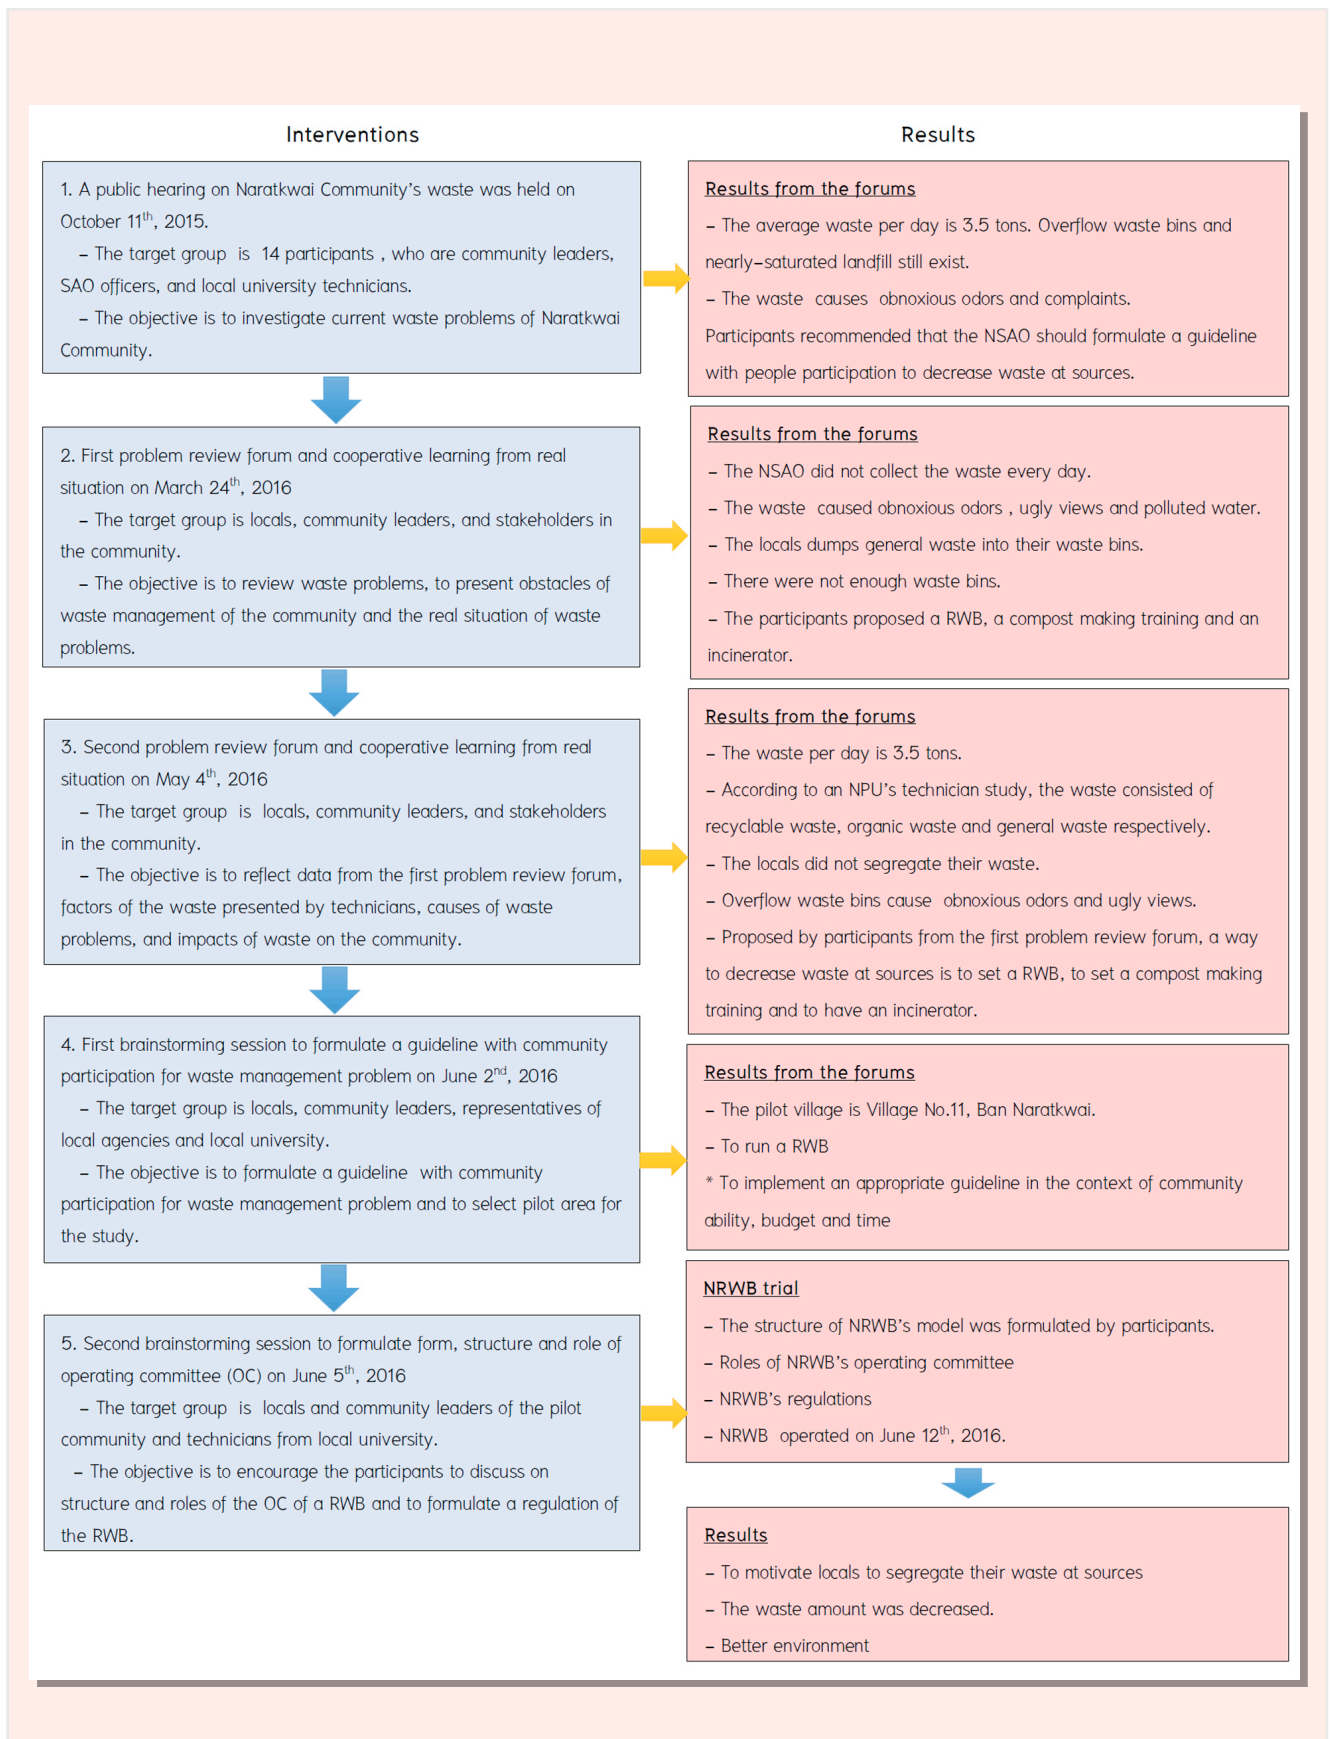 Interventions
Results
1. A public hearing on Naratkwai Community's waste was held on
October 11th, 2015.
– The target group is 14 participants , who are community leaders,
SAO officers, and local university technicians.
– The objective is to investigate current waste problems of Naratkwai
Community.
Results from the forums
– The average waste per day is 3.5 tons. Overflow waste bins and
nearly–saturated landfill still exist.
– The waste causes obnoxious odors and complaints.
Participants recommended that the NSAO should formulate a guideline
with people participation to decrease waste at sources.
2. First problem review forum and cooperative learning from real
situation on March 24th, 2016
– The target group is locals, community leaders, and stakeholders in
the community.
– The objective is to review waste problems, to present obstacles of
waste management of the community and the real situation of waste
problems.
Results from the forums
– The NSAO did not collect the waste every day.
– The waste caused obnoxious odors , ugly views and polluted water.
– The locals dumps general waste into their waste bins.
– There were not enough waste bins.
– The participants proposed a RWB, a compost making training and an
incinerator.
3. Second problem review forum and cooperative learning from real
situation on May 4th, 2016
– The target group is locals, community leaders, and stakeholders
in the community.
– The objective is to reflect data from the first problem review forum,
factors of the waste presented by technicians, causes of waste
problems, and impacts of waste on the community.
Results from the forums
– The waste per day is 3.5 tons.
– According to an NPU's technician study, the waste consisted of
recyclable waste, organic waste and general waste respectively.
– The locals did not segregate their waste.
– Overflow waste bins cause obnoxious odors and ugly views.
– Proposed by participants from the first problem review forum, a way
to decrease waste at sources is to set a RWB, to set a compost making
training and to have an incinerator.
4. First brainstorming session to formulate a guideline with community
participation for waste management problem on June 2nd, 2016
– The target group is locals, community leaders, representatives of
local agencies and local university.
– The objective is to formulate a guideline with community
participation for waste management problem and to select pilot area for
the study.
Results from the forums
– The pilot village is Village No.11, Ban Naratkwai.
– To run a RWB
* To implement an appropriate guideline in the context of community
ability, budget and time
5. Second brainstorming session to formulate form, structure and role of
operating committee (OC) on June 5th, 2016
– The target group is locals and community leaders of the pilot
community and technicians from local university.
– The objective is to encourage the participants to discuss on
structure and roles of the OC of a RWB and to formulate a regulation of
the RWB.
NRWB trial
– The structure of NRWB's model was formulated by participants.
– Roles of NRWB's operating committee
– NRWB's regulations
– NRWB operated on June 12th, 2016.
Results
– To motivate locals to segregate their waste at sources
– The waste amount was decreased.
– Better environment